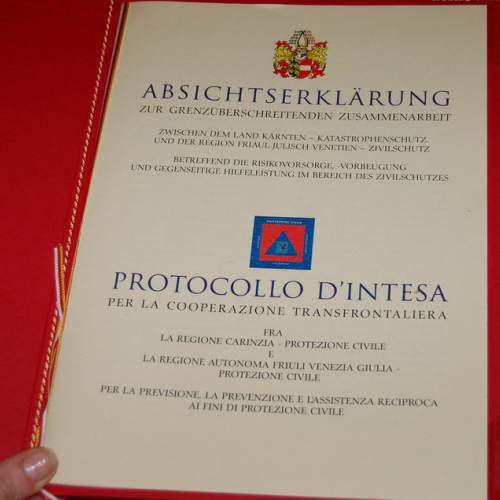 ABSICHTSERKLÄRUNG
ZUR GRENZÜBERSCHREITENDEN ZUSAMMENARBEIT
ZWISCHEN DEM LAND KÄRNTEN – KATASTROPHENSCHUTZ
UND DER REGION FRIAUL JULISCH VENETIEN – ZIVILSCHUTZ
BETREFFEND DIE RISIKOVORSORGE, -VORBEUGUNG
UND GEGENSEITIGE HILFELEISTUNG IM BEREICH DES ZIVILSCHUTZES
PROTEZIONE CIVILE
PROTOCOLLO D'INTESA
PER LA COOPERAZIONE TRANSFRONTALIERA
FRA
LA REGIONE CARINZIA - PROTEZIONE CIVILE
E
LA REGIONE AUTONOMA FRIULI VENEZIA GIULIA -
PROTEZIONE CIVILE
PER LA PREVISIONE, LA PREVENZIONE E L'ASSISTENZA RECIPROCA
AI FINI DI PROTEZIONE CIVILE